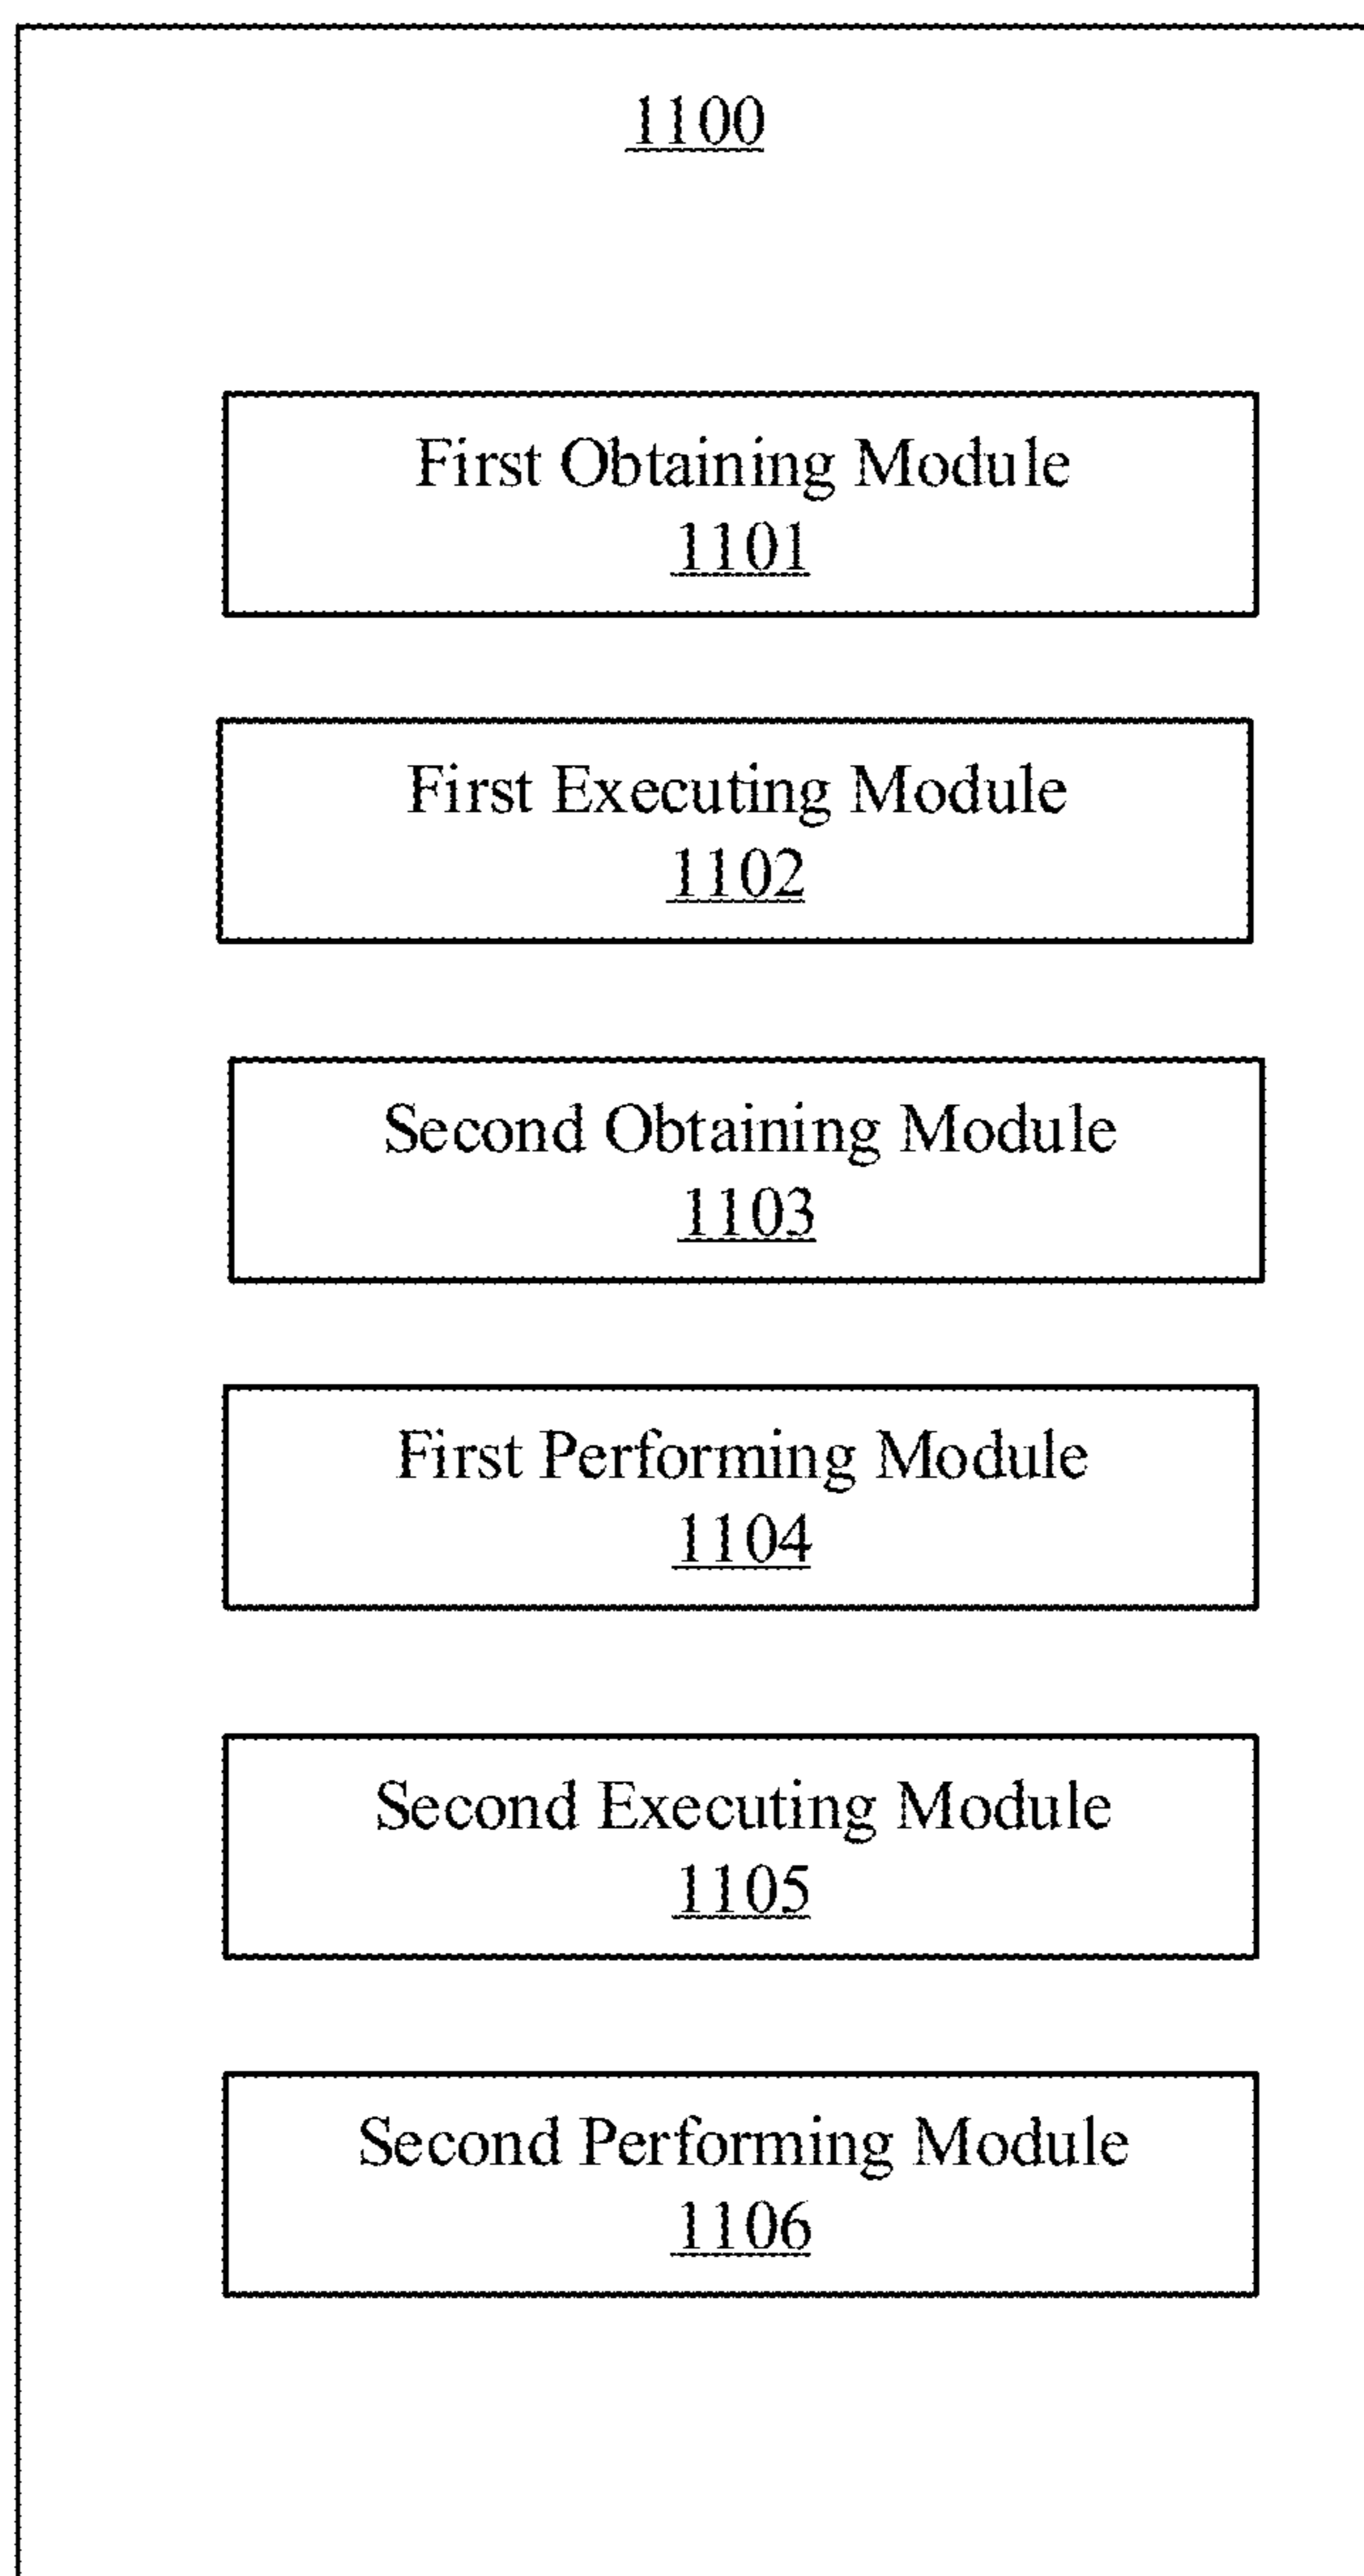 1100
First Obtaining Module
1101
First Executing Module
1102
Second Obtaining Module
1103
First Performing Module
1104
Second Executing Module
1105
Second Performing Module
1106